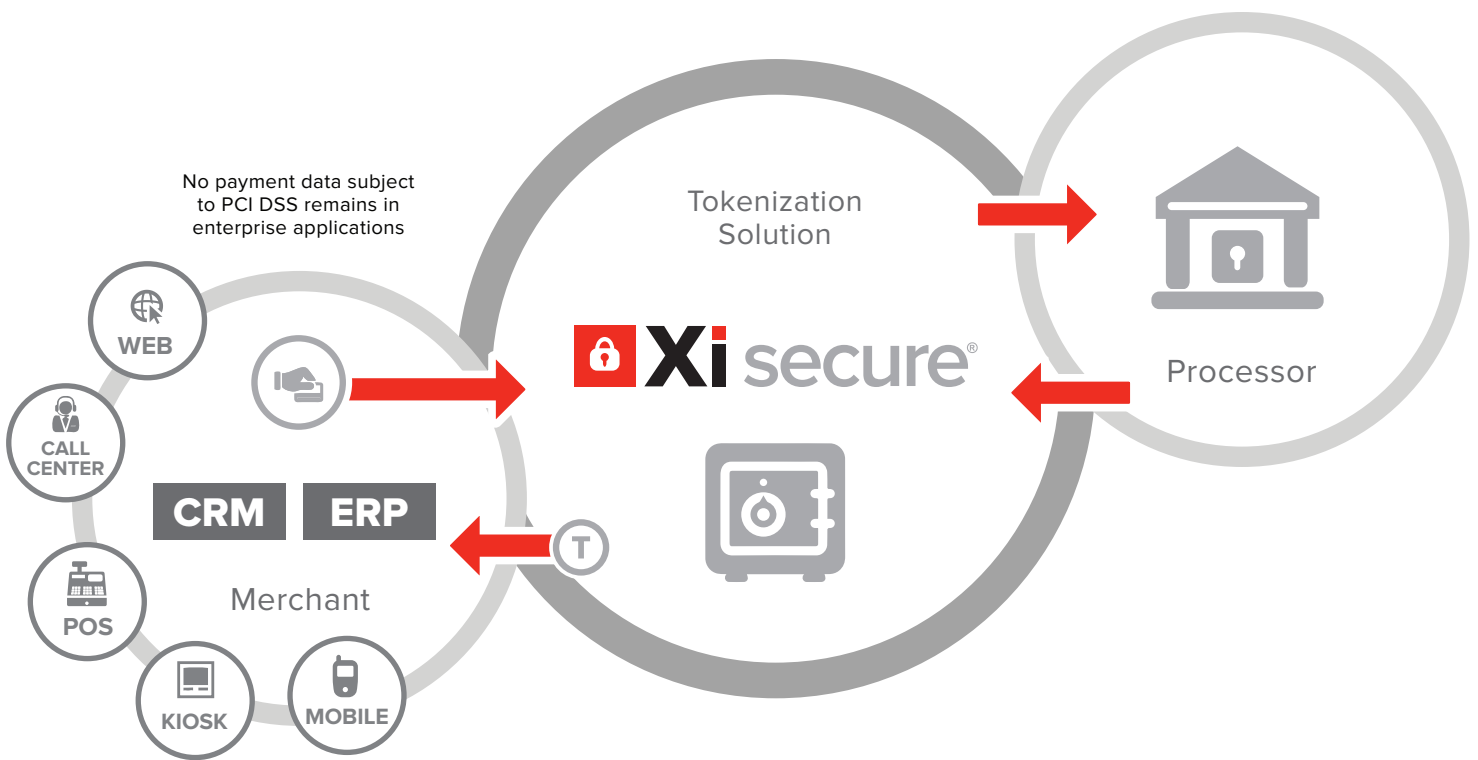 No payment data subject
to PCI DSS remains in
enterprise applications
WEB
CALL
CENTER
POS
KIOSK
MOBILE
CRM
ERP
Merchant
T
Tokenization
Solution
Xi secure®
Processor